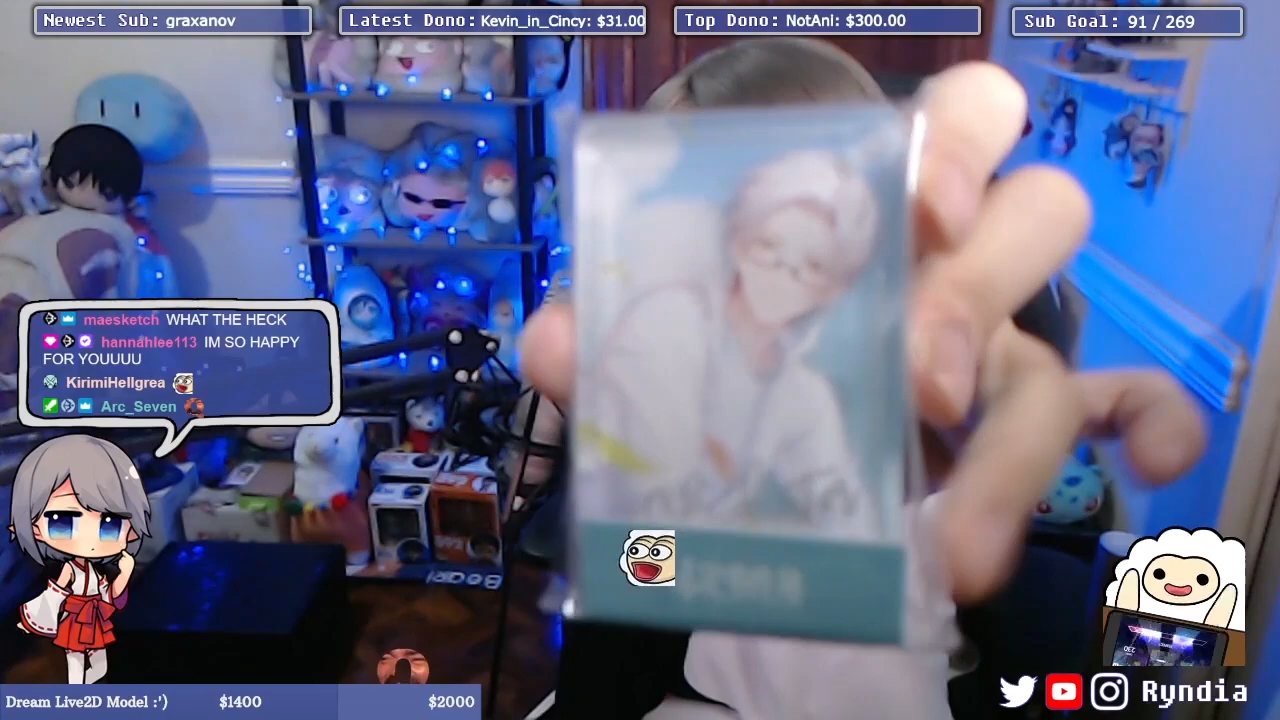 Newest Sub: graxanov
Latest Dono: Kevin_in_Cincy: $31.00
Top Dono: NotAni: $300.00
Sub Goal: 91 / 269
maesketch WHAT THE HECK
hannahlee113 IM SO HAPPY
FOR YOUUUU
KirimiHellgrea
Arc_Seven
Dream Live2D Model :') $1400 $2000
Ryndia